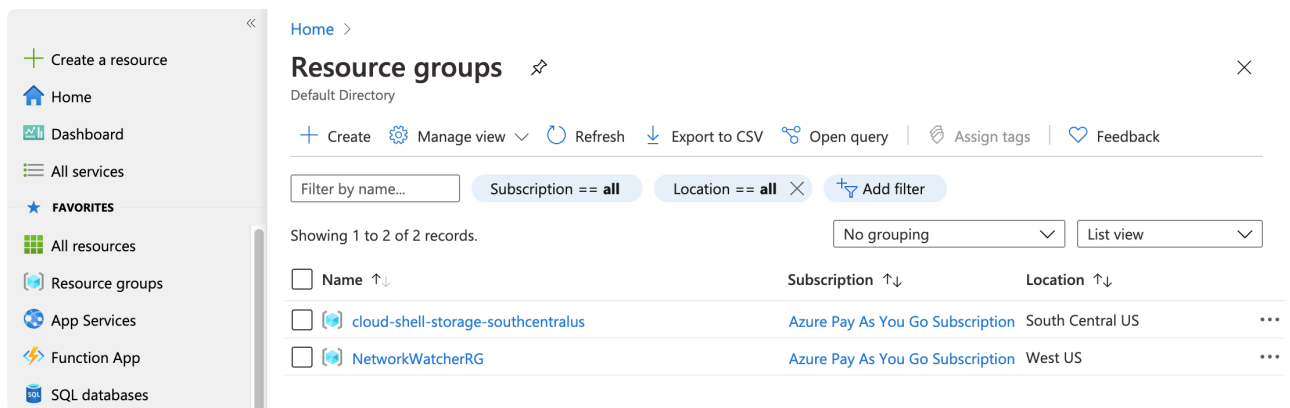 Create a resource
Home
Dashboard
All services
FAVORITES
All resources
Resource groups
App Services
Function App
SQL
SQL databases
Home
Resource groups
Default Directory
Create Manage view Refresh Export to CSV Open query Assign tags Feedback
Filter by name... Subscription == all Location == all Add filter
Showing 1 to 2 of 2 records. No grouping List view
Name Subscription Location
cloud-shell-storage-southcentralus Azure Pay As You Go Subscription South Central US
NetworkWatcherRG Azure Pay As You Go Subscription West US